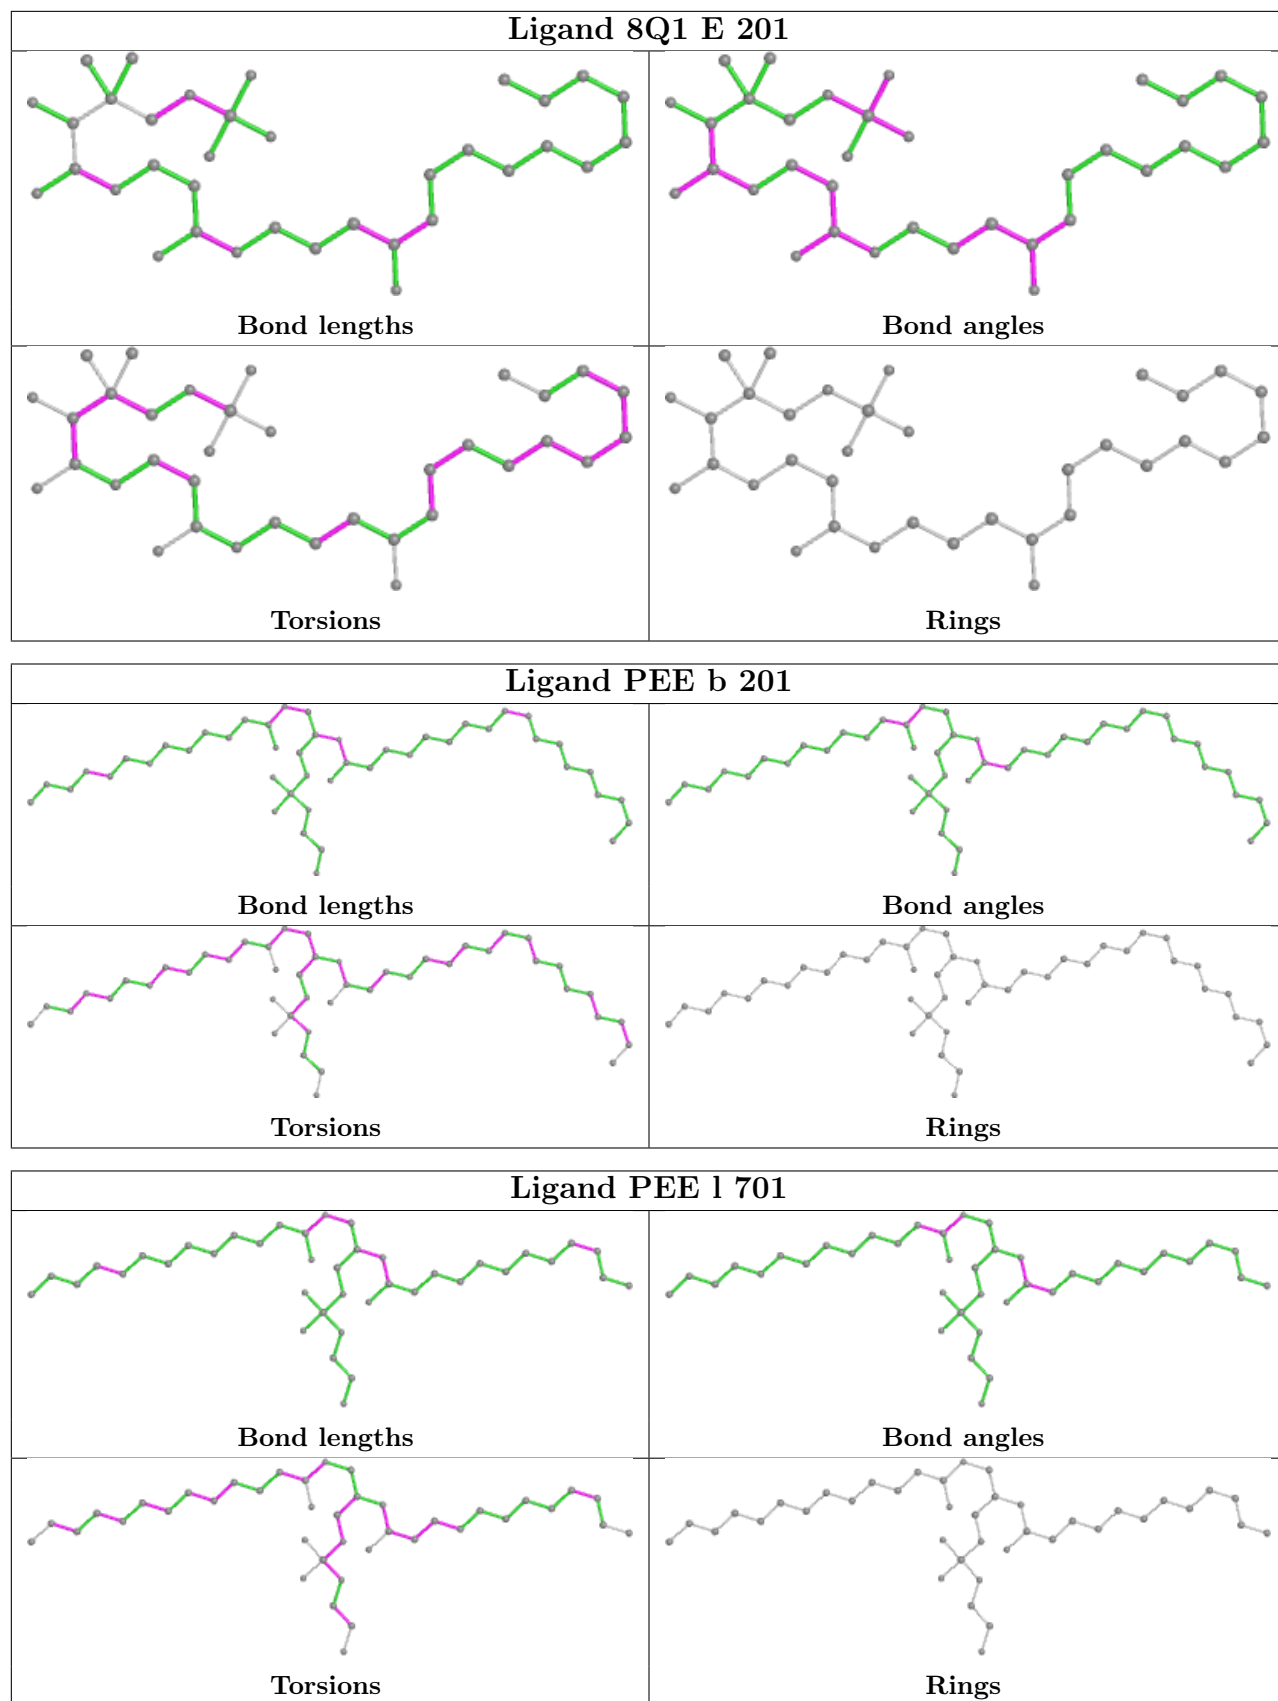 Ligand 8Q1 E 201
Bond lengths
Bond angles
Torsions
Rings
Ligand PEE b 201
Bond lengths
Bond angles
Torsions
Rings
Ligand PEE l 701
Bond lengths
Bond angles
Torsions
Rings